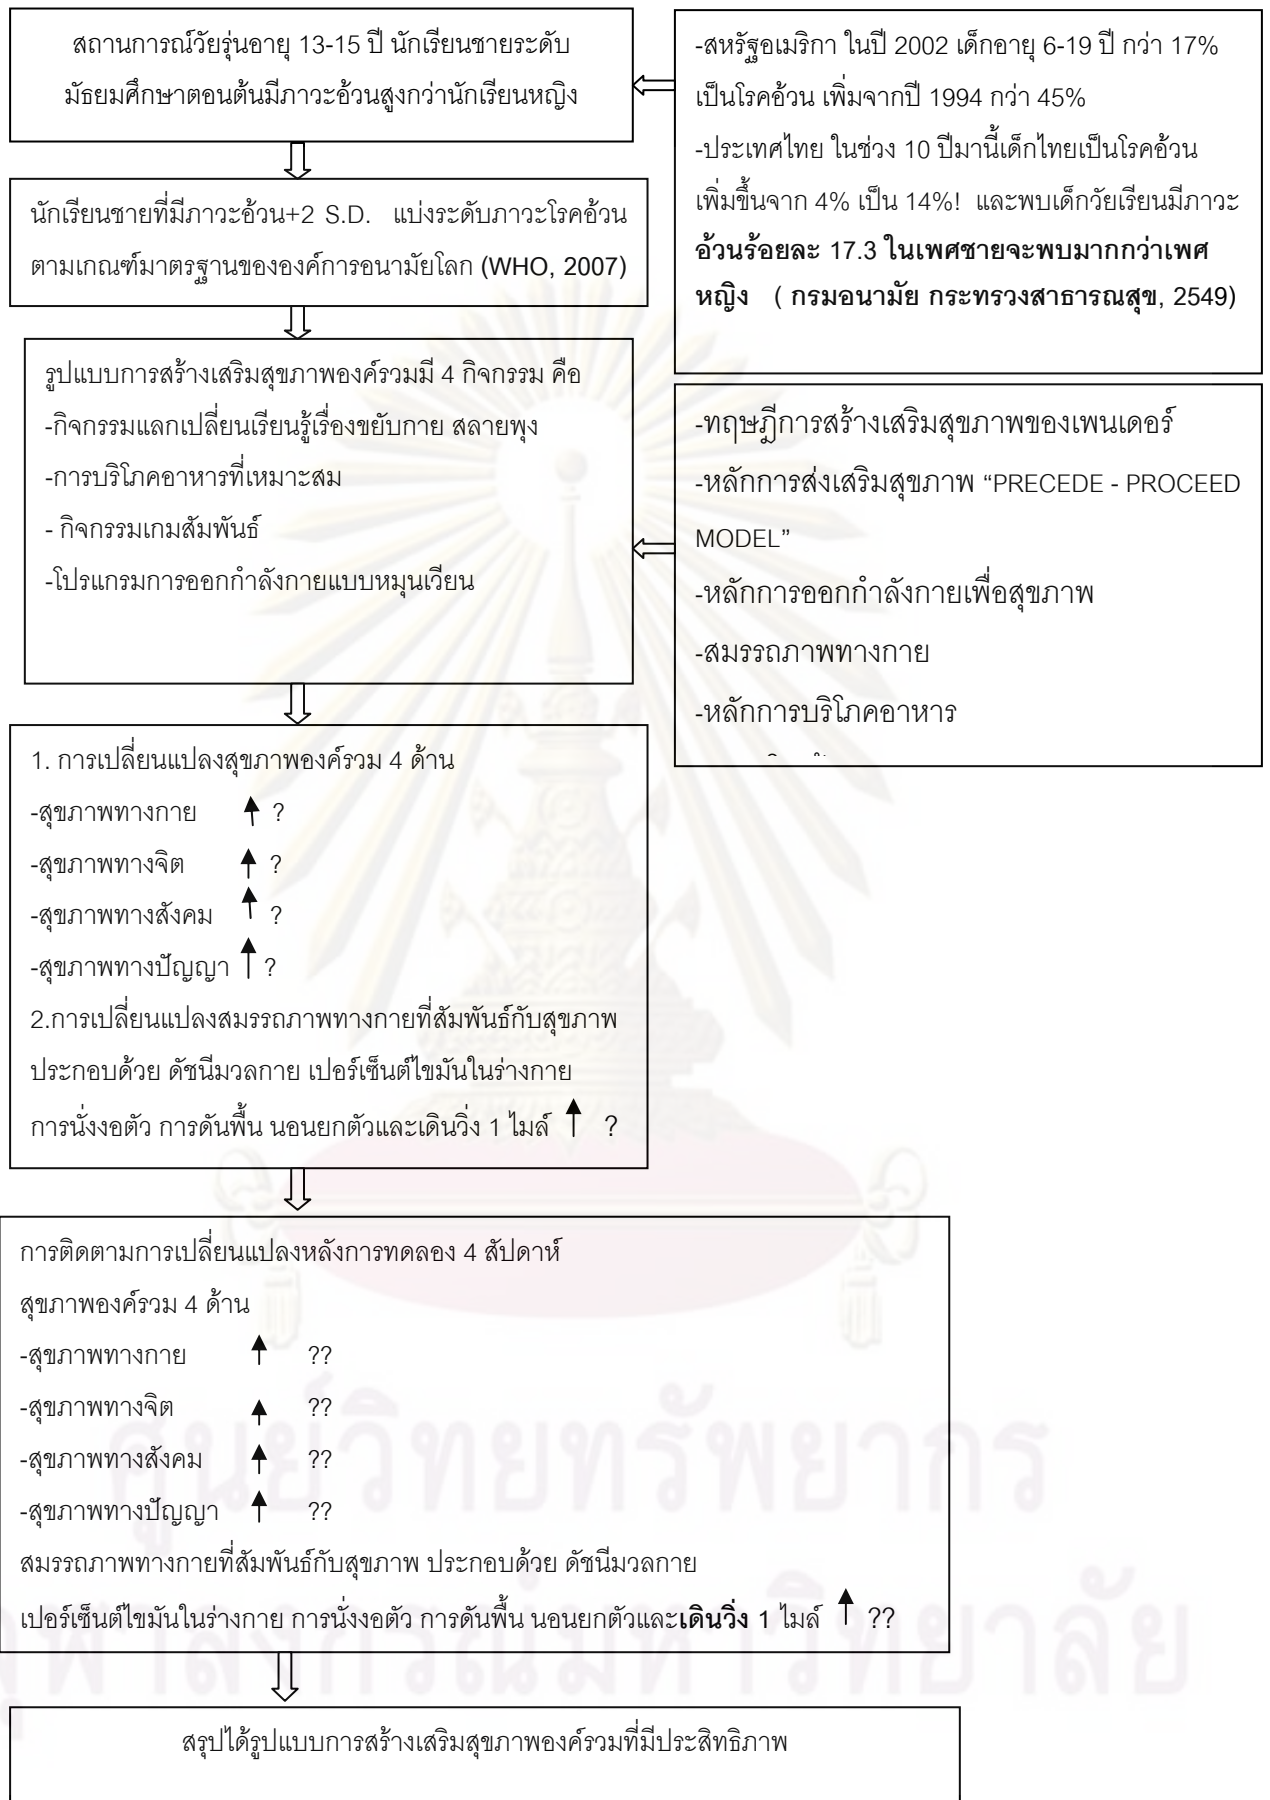 สถานการณ์วัยรุ่นอายุ 13-15 ปี นักเรียนชายระดับ
มัธยมศึกษาตอนต้นมีภาวะอ้วนสูงกว่านักเรียนหญิง
-สหรัฐอเมริกา ในปี 2002 เด็กอายุ 6-19 ปี กว่า 17%
เป็นโรคอ้วน เพิ่มจากปี 1994 กว่า 45%
-ประเทศไทย ในช่วง 10 ปีมานี้เด็กไทยเป็นโรคอ้วน
เพิ่มขึ้นจาก 4% เป็น 14%! และพบเด็กวัยเรียนมีภาวะ
อ้วนร้อยละ 17.3 ในเพศชายจะพบมากกว่าเพศ
หญิง ( กรมอนามัย กระทรวงสาธารณสุข, 2549)
นักเรียนชายที่มีภาวะอ้วน+2 S.D. แบ่งระดับภาวะโรคอ้วน
ตามเกณฑ์มาตรฐานขององค์การอนามัยโลก (WHO, 2007)
รูปแบบการสร้างเสริมสุขภาพองค์รวมมี 4 กิจกรรม คือ
-กิจกรรมแลกเปลี่ยนเรียนรู้เรื่องขยับกาย สลายพุง
-การบริโภคอาหารที่เหมาะสม
- กิจกรรมเกมสัมพันธ์
-โปรแกรมการออกกำลังกายแบบหมุนเวียน
-ทฤษฎีการสร้างเสริมสุขภาพของเพนเดอร์
-หลักการส่งเสริมสุขภาพ “PRECEDE - PROCEED
MODEL”
-หลักการออกกำลังกายเพื่อสุขภาพ
-สมรรถภาพทางกาย
-หลักการบริโภคอาหาร
1. การเปลี่ยนแปลงสุขภาพองค์รวม 4 ด้าน
-สุขภาพทางกาย ↑ ?
-สุขภาพทางจิต ↑ ?
-สุขภาพทางสังคม ↑ ?
-สุขภาพทางปัญญา ↑ ?
2.การเปลี่ยนแปลงสมรรถภาพทางกายที่สัมพันธ์กับสุขภาพ
ประกอบด้วย ดัชนีมวลกาย เปอร์เซ็นต์ไขมันในร่างกาย
การนั่งงอตัว การดันพื้น นอนยกตัวและเดินวิ่ง 1 ไมล์ ↑ ?
การติดตามการเปลี่ยนแปลงหลังการทดลอง 4 สัปดาห์
สุขภาพองค์รวม 4 ด้าน
-สุขภาพทางกาย ↑ ??
-สุขภาพทางจิต ↑ ??
-สุขภาพทางสังคม ↑ ??
-สุขภาพทางปัญญา ↑ ??
สมรรถภาพทางกายที่สัมพันธ์กับสุขภาพ ประกอบด้วย ดัชนีมวลกาย
เปอร์เซ็นต์ไขมันในร่างกาย การนั่งงอตัว การดันพื้น นอนยกตัวและเดินวิ่ง 1 ไมล์ ↑ ??
สรุปได้รูปแบบการสร้างเสริมสุขภาพองค์รวมที่มีประสิทธิภาพ
ศูนย์วิทยทรัพยากร
จุฬาลงกรณ์มหาวิทยาลัย